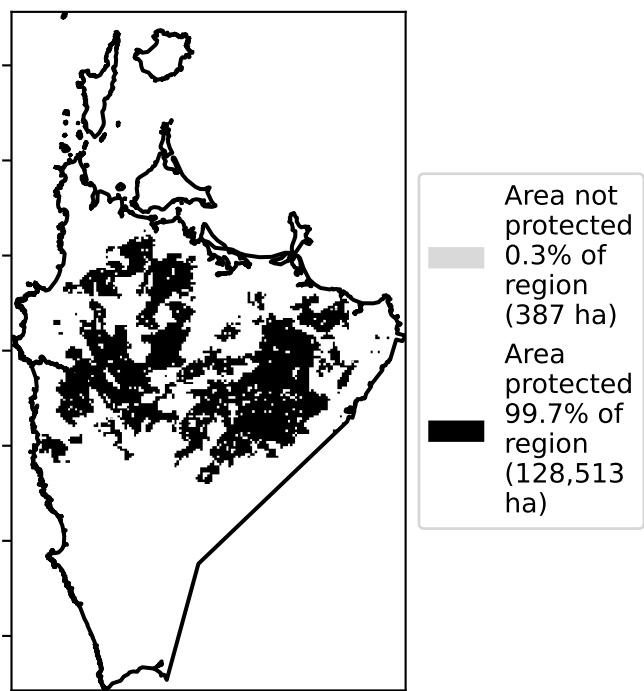 Area not
protected
0.3% of
region
(387 ha)
Area
protected
99.7% of
region
(128,513
ha)